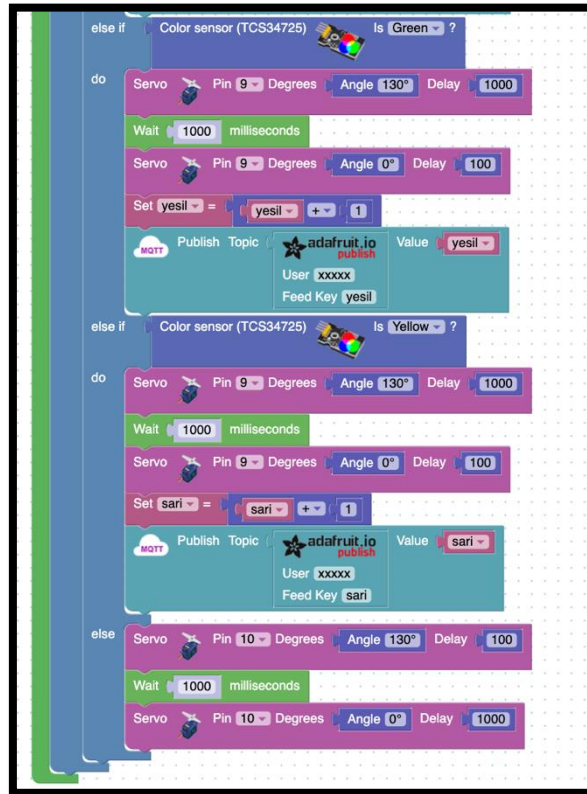 else if Color sensor (TCS34725) Is Green ?
do Servo Pin 9 Degrees Angle 130° Delay 1000
Wait 1000 milliseconds
Servo Pin 9 Degrees Angle 0° Delay 100
Set yesil = yesil + 1
MQTT Publish Topic adafruit.io Value yesil
publish
User xxxxx
Feed Key yesil
else if Color sensor (TCS34725) Is Yellow ?
do Servo Pin 9 Degrees Angle 130° Delay 1000
Wait 1000 milliseconds
Servo Pin 9 Degrees Angle 0° Delay 100
Set sari = sari + 1
MQTT Publish Topic adafruit.io Value sari
publish
User xxxxx
Feed Key sari
else Servo Pin 10 Degrees Angle 130° Delay 100
Wait 1000 milliseconds
Servo Pin 10 Degrees Angle 0° Delay 1000